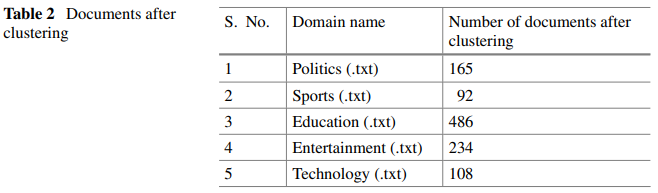 Table 2 Documents after
clustering
S. No. Domain name Number of documents after
clustering
1 Politics (.txt) 165
2 Sports (.txt) 92
3 Education (.txt) 486
4 Entertainment (.txt) 234
5 Technology (.txt) 108